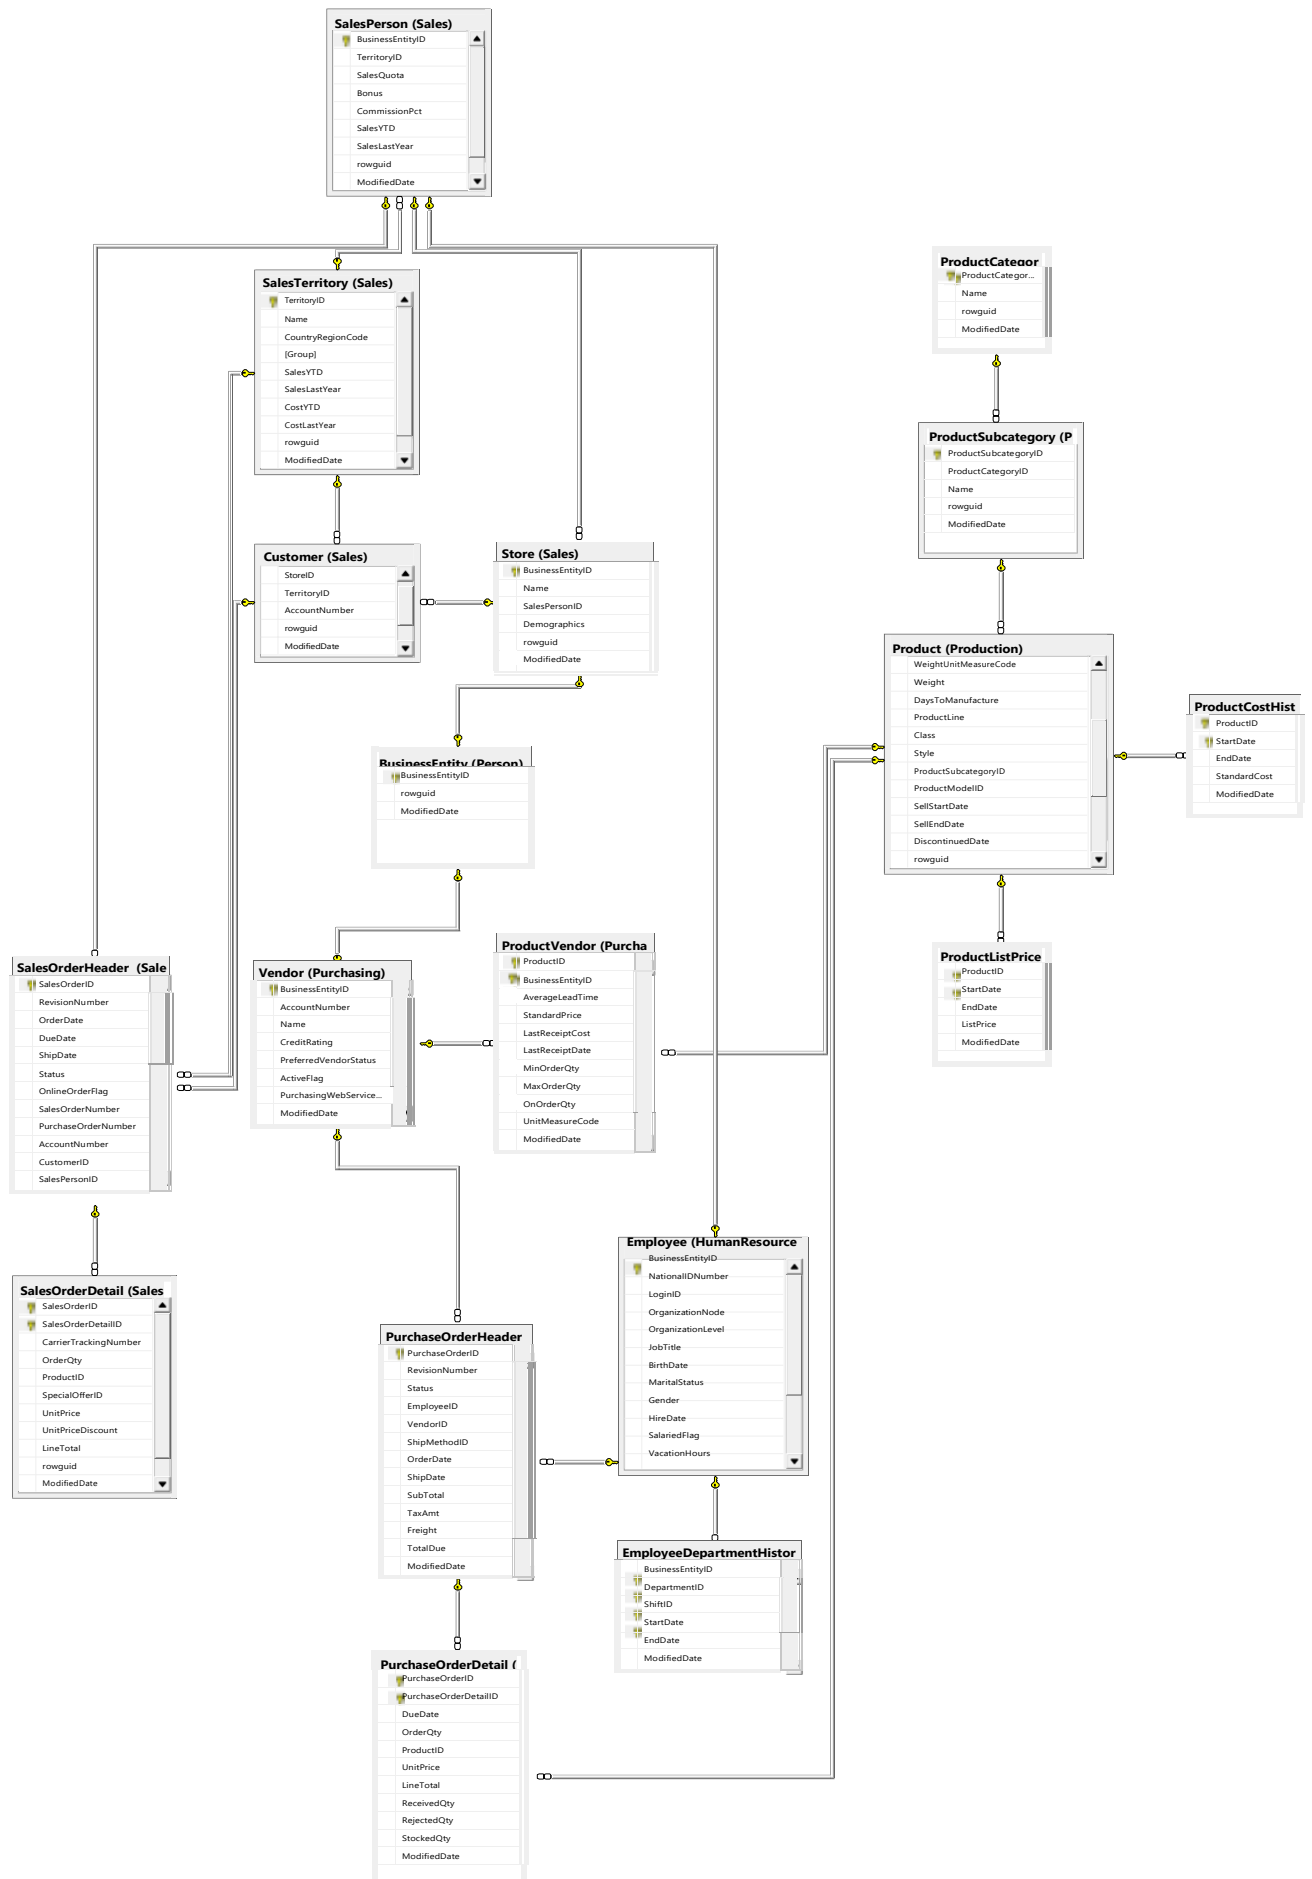 SalesPerson (Sales)
BusinessEntityID
TerritoryID
SalesQuota
Bonus
CommissionPct
SalesYTD
SalesLastYear
rowguid
ModifiedDate
SalesTerritory (Sales)
TerritoryID
Name
CountryRegionCode
[Group]
SalesYTD
SalesLastYear
CostYTD
CostLastYear
rowguid
ModifiedDate
ProductCategor
ProductCategor...
Name
rowguid
ModifiedDate
ProductSubcategory (P
ProductSubcategoryID
ProductCategoryID
Name
rowguid
ModifiedDate
Customer (Sales)
StoreID
TerritoryID
AccountNumber
rowguid
ModifiedDate
Store (Sales)
BusinessEntityID
Name
SalesPersonID
Demographics
rowguid
ModifiedDate
Product (Production)
WeightUnitMeasureCode
Weight
DaysToManufacture
ProductLine
Class
Style
ProductSubcategoryID
ProductModelID
SellStartDate
SellEndDate
DiscontinuedDate
rowguid
ProductCostHist
ProductID
StartDate
EndDate
StandardCost
ModifiedDate
BusinessEntity (Person)
BusinessEntityID
rowguid
ModifiedDate
SalesOrderHeader (Sale
SalesOrderID
RevisionNumber
OrderDate
DueDate
ShipDate
Status
OnlineOrderFlag
SalesOrderNumber
PurchaseOrderNumber
AccountNumber
CustomerID
SalesPersonID
Vendor (Purchasing)
BusinessEntityID
AccountNumber
Name
CreditRating
PreferredVendorStatus
ActiveFlag
PurchasingWebService...
ModifiedDate
ProductVendor (Purcha
ProductID
BusinessEntityID
AverageLeadTime
StandardPrice
LastReceiptCost
LastReceiptDate
MinOrderQty
MaxOrderQty
OnOrderQty
UnitMeasureCode
ModifiedDate
ProductListPrice
ProductID
StartDate
EndDate
ListPrice
ModifiedDate
SalesOrderDetail (Sales
SalesOrderID
SalesOrderDetailID
CarrierTrackingNumber
OrderQty
ProductID
SpecialOfferID
UnitPrice
UnitPriceDiscount
LineTotal
rowguid
ModifiedDate
PurchaseOrderHeader
PurchaseOrderID
RevisionNumber
Status
EmployeeID
VendorID
ShipMethodID
OrderDate
ShipDate
SubTotal
TaxAmt
Freight
TotalDue
ModifiedDate
Employee (HumanResource
BusinessEntityID
NationalIDNumber
LoginID
OrganizationNode
OrganizationLevel
JobTitle
BirthDate
MaritalStatus
Gender
HireDate
SalariedFlag
VacationHours
EmployeeDepartmentHistor
BusinessEntityID
DepartmentID
ShiftID
StartDate
EndDate
ModifiedDate
PurchaseOrderDetail (
PurchaseOrderID
PurchaseOrderDetailID
DueDate
OrderQty
ProductID
UnitPrice
LineTotal
ReceivedQty
RejectedQty
StockedQty
ModifiedDate